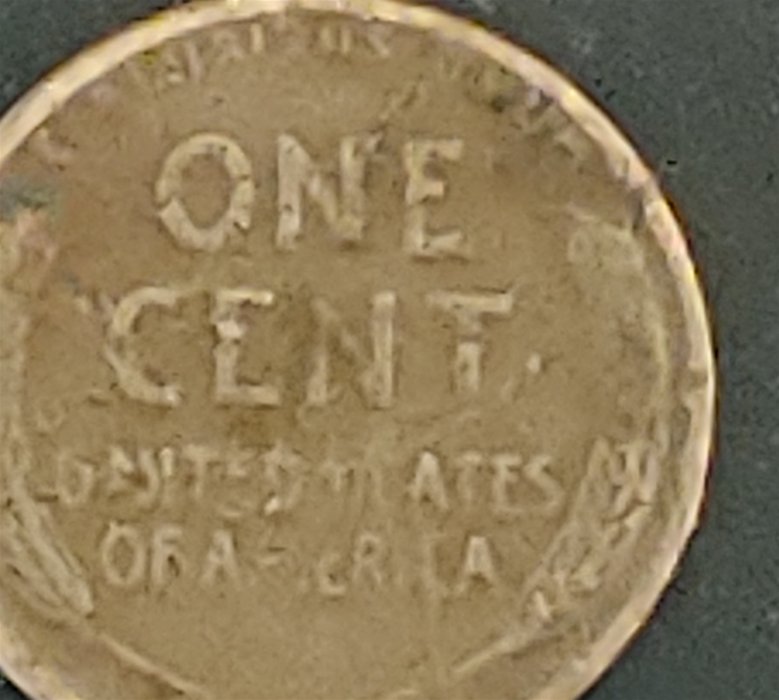 ONE
CENT
UNITED STATES
OF AMERICA